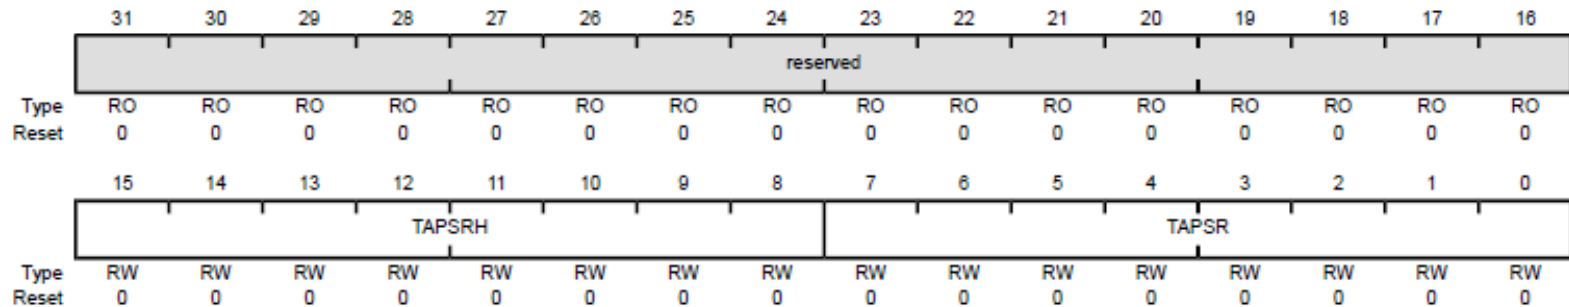 31 30 29 28 27 26 25 24 23 22 21 20 19 18 17 16
reserved
Type RO RO RO RO RO RO RO RO RO RO RO RO RO RO RO RO
Reset 0 0 0 0 0 0 0 0 0 0 0 0 0 0 0 0
15 14 13 12 11 10 9 8 7 6 5 4 3 2 1 0
TAPSRH TAPSR
Type RW RW RW RW RW RW RW RW RW RW RW RW RW RW RW RW
Reset 0 0 0 0 0 0 0 0 0 0 0 0 0 0 0 0